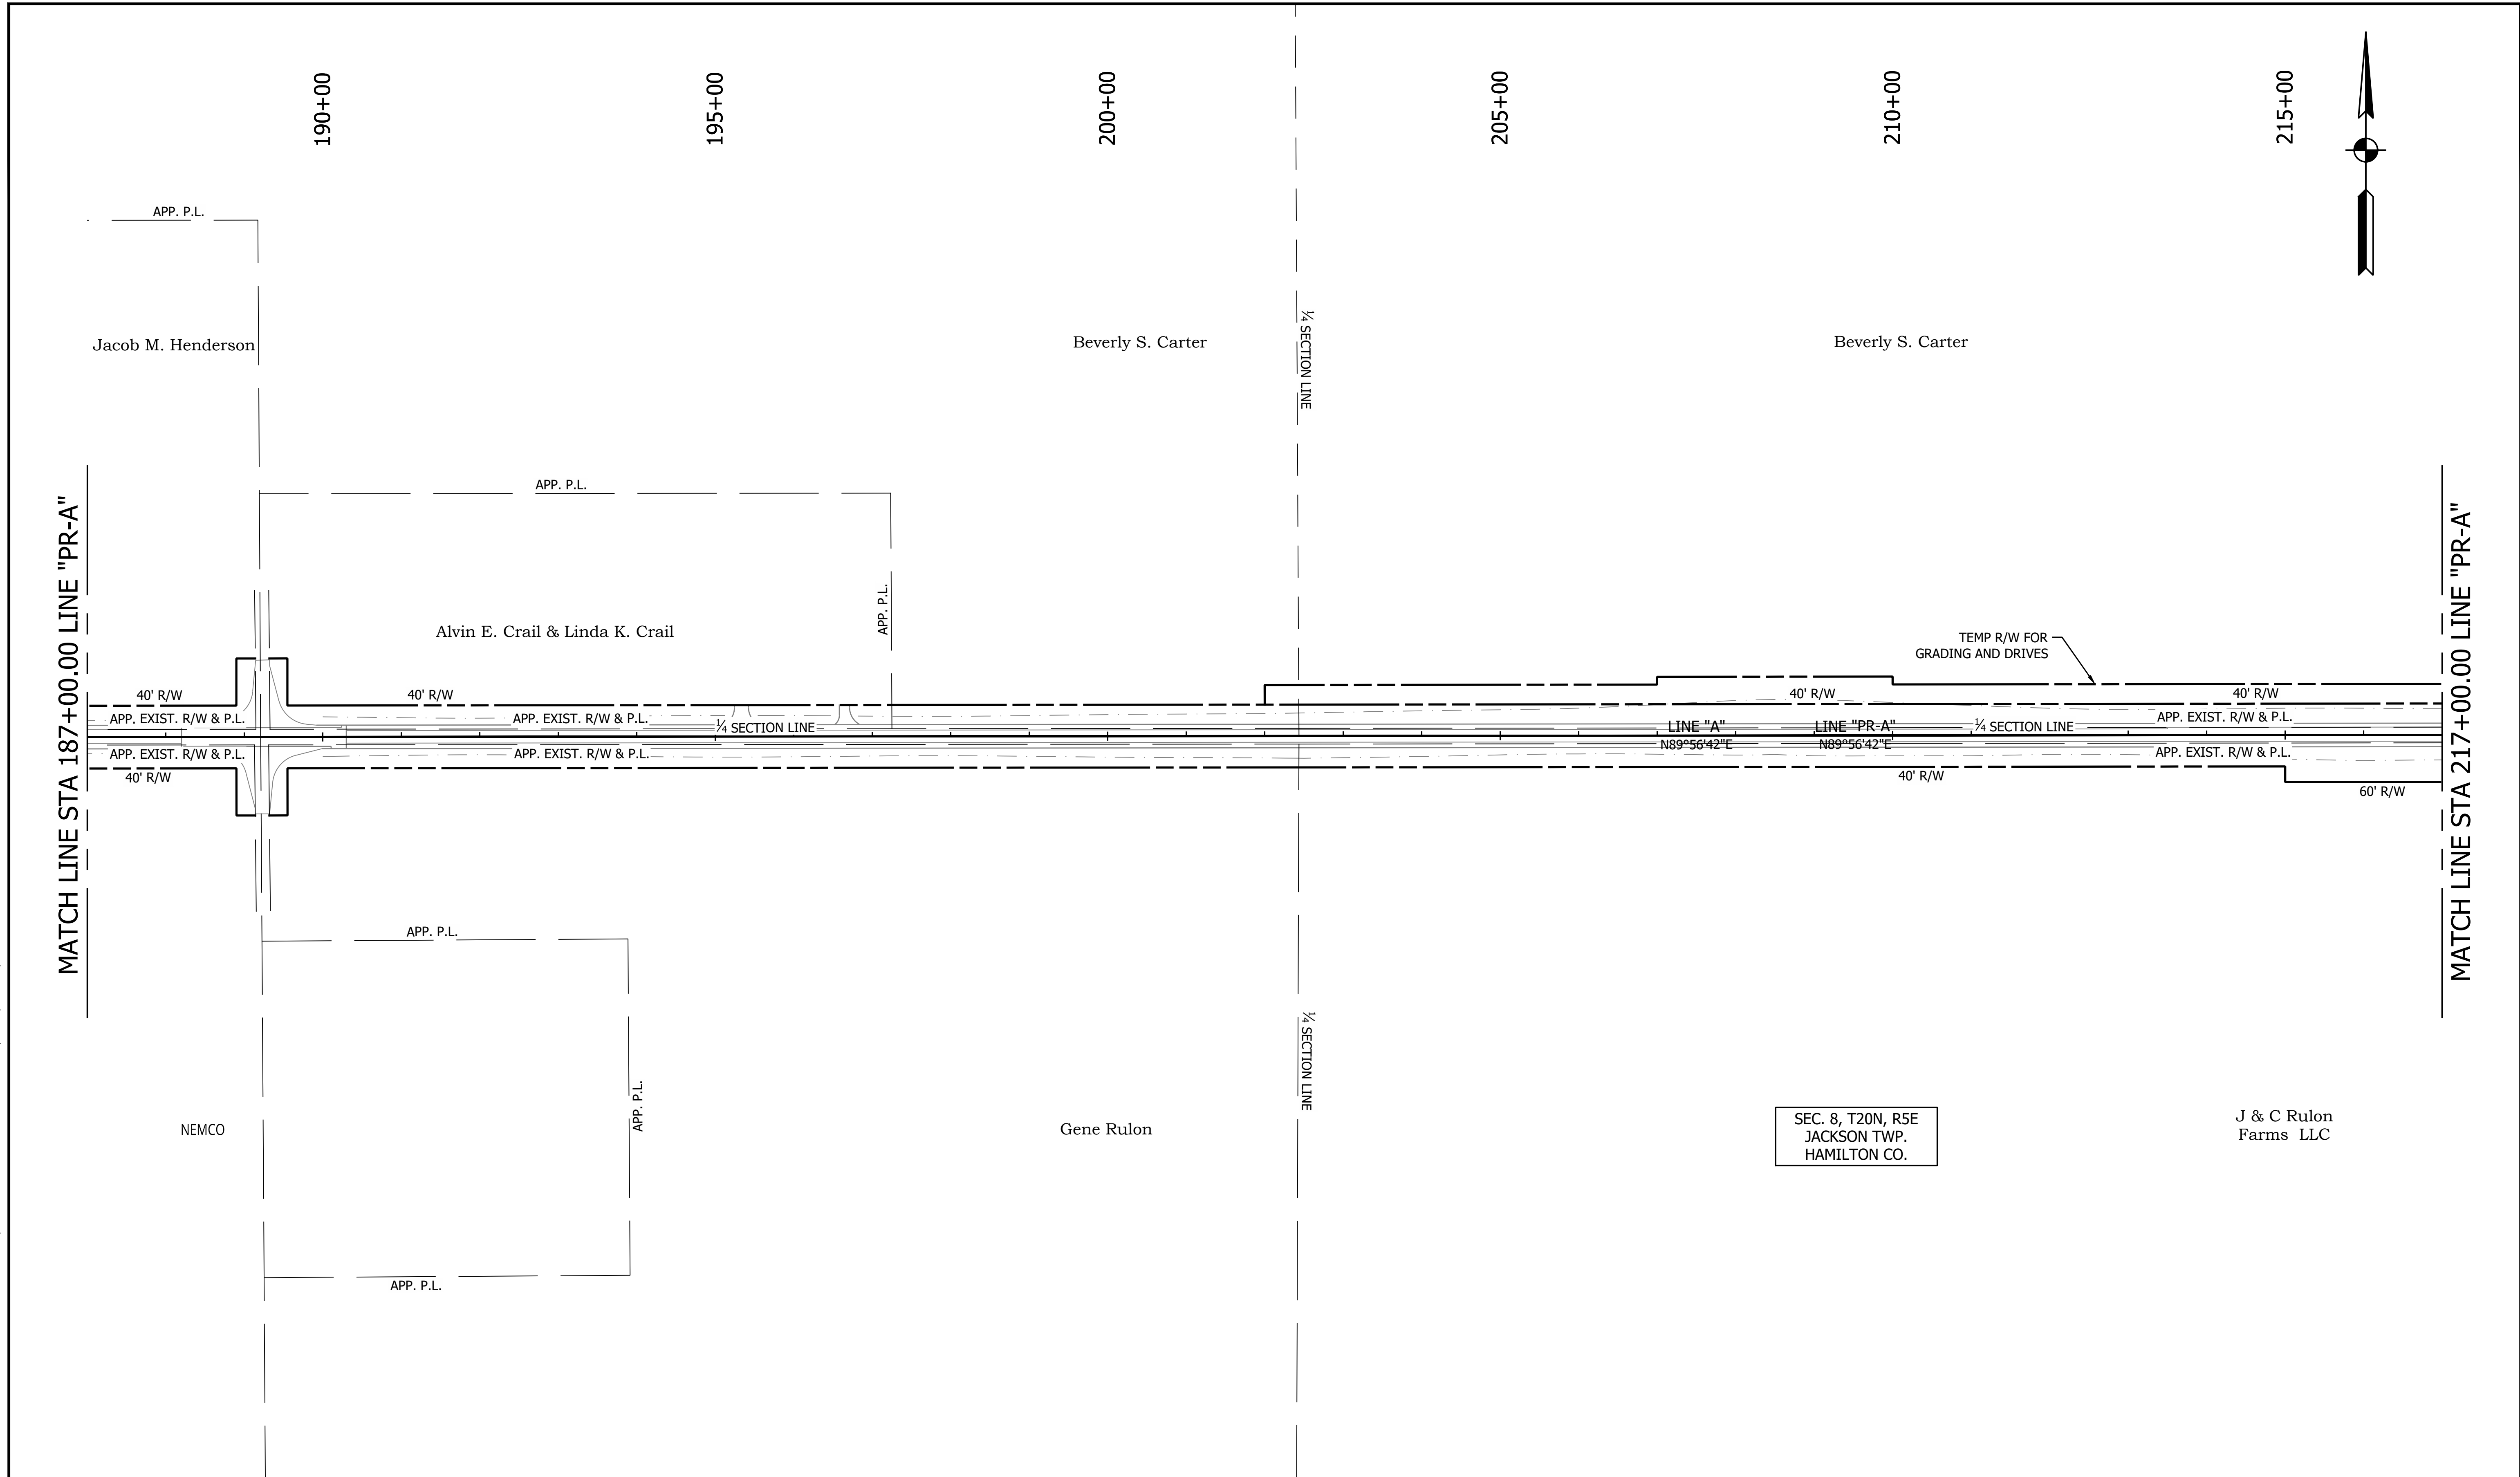 190+00
195+00
200+00
205+00
210+00
215+00
APP. P.L.
Jacob M. Henderson
Beverly S. Carter
¼ SECTION LINE
Beverly S. Carter
APP. P.L.
MATCH LINE STA 187+00.00 LINE "PR-A"
MATCH LINE STA 217+00.00 LINE "PR-A"
APP. P.L.
Alvin E. Crail & Linda K. Crail
TEMP R/W FOR
GRADING AND DRIVES
40' R/W
40' R/W
40' R/W
40' R/W
APP. EXIST. R/W & P.L.
APP. EXIST. R/W & P.L.
¼ SECTION LINE
LINE "A"
LINE "PR-A"
¼ SECTION LINE
APP. EXIST. R/W & P.L.
N89°56'42"E
N89°56'42"E
APP. EXIST. R/W & P.L.
APP. EXIST. R/W & P.L.
APP. EXIST. R/W & P.L.
40' R/W
40' R/W
60' R/W
APP. P.L.
¼ SECTION LINE
APP. P.L.
NEMCO
Gene Rulon
SEC. 8, T20N, R5E
JACKSON TWP.
HAMILTON CO.
J & C Rulon
Farms LLC
APP. P.L.